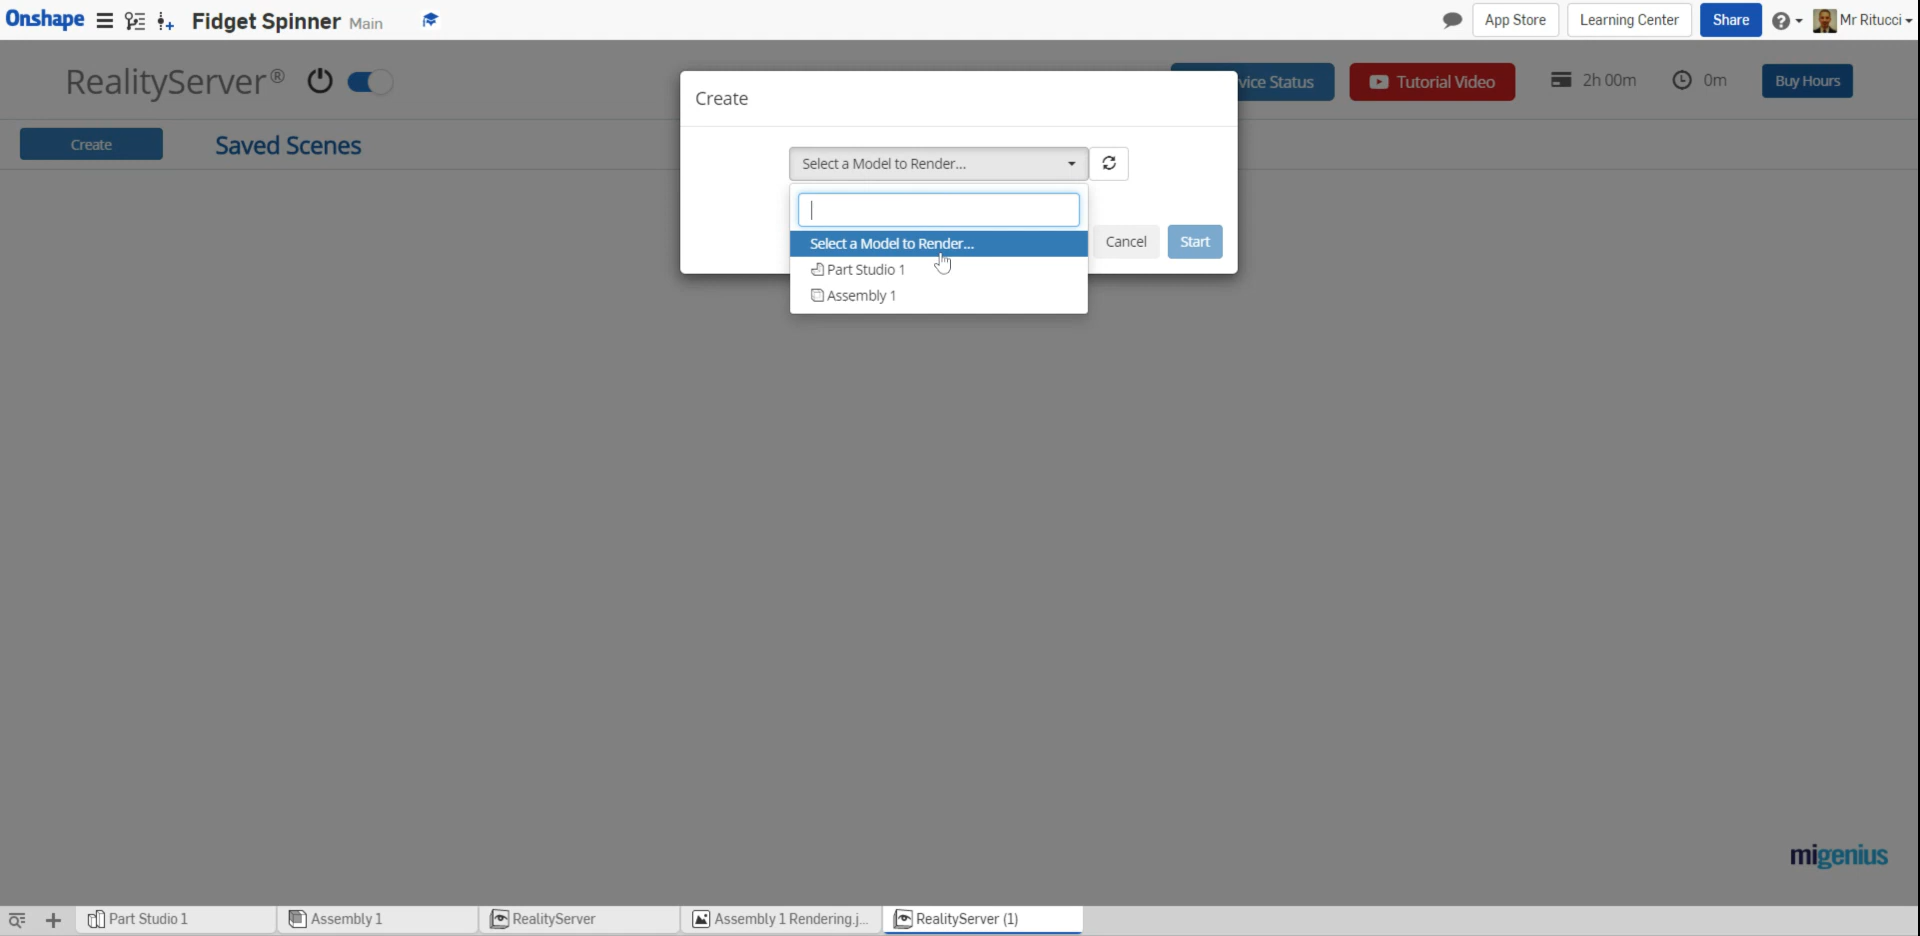 Onshape Fidget Spinner Main App Store Learning Center Share Mr Ritucci
RealityServer® vice Status Tutorial Video 2h 00m 0m Buy Hours
Create
Create Saved Scenes
Select a Model to Render...
Select a Model to Render...
Cancel Start
Part Studio 1
Assembly 1
migenius
Part Studio 1 Assembly 1 RealityServer Assembly 1 Rendering.j... RealityServer (1)